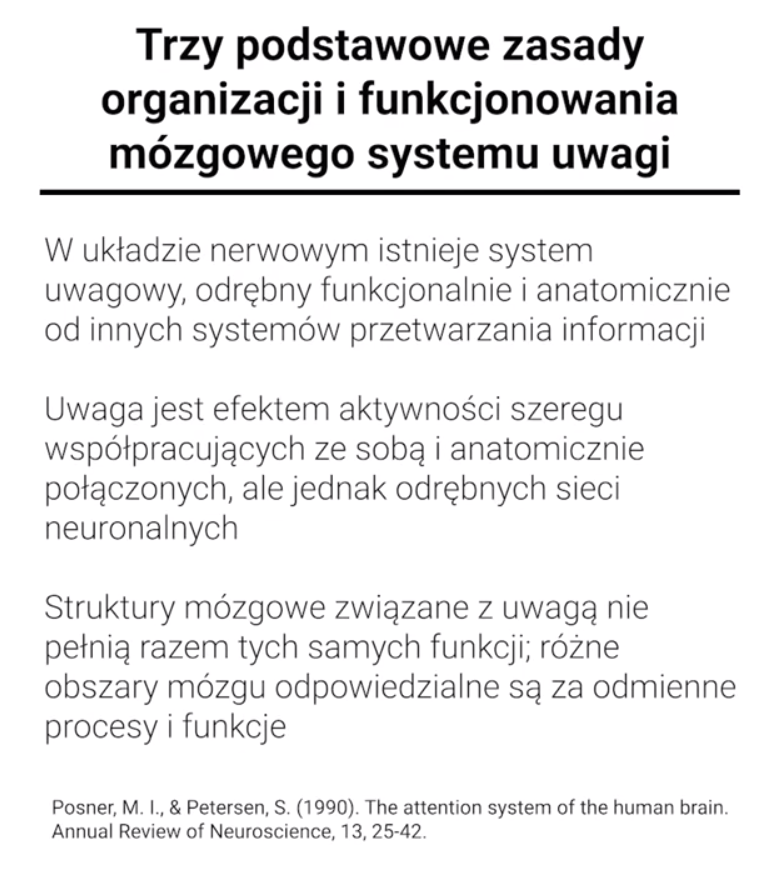 Trzy podstawowe zasady
organizacji i funkcjonowania
mózgowego systemu uwagi
W układzie nerwowym istnieje system
uwagowy, odrębny funkcjonalnie i anatomicznie
od innych systemów przetwarzania informacji
Uwaga jest efektem aktywności szeregu
współpracujących ze sobą i anatomicznie
połączonych, ale jednak odrębnych sieci
neuronalnych
Struktury mózgowe związane z uwagą nie
pełnią razem tych samych funkcji; różne
obszary mózgu odpowiedzialne są za odmienne
procesy i funkcje
Posner, M. I., & Petersen, S. (1990). The attention system of the human brain.
Annual Review of Neuroscience, 13, 25-42.